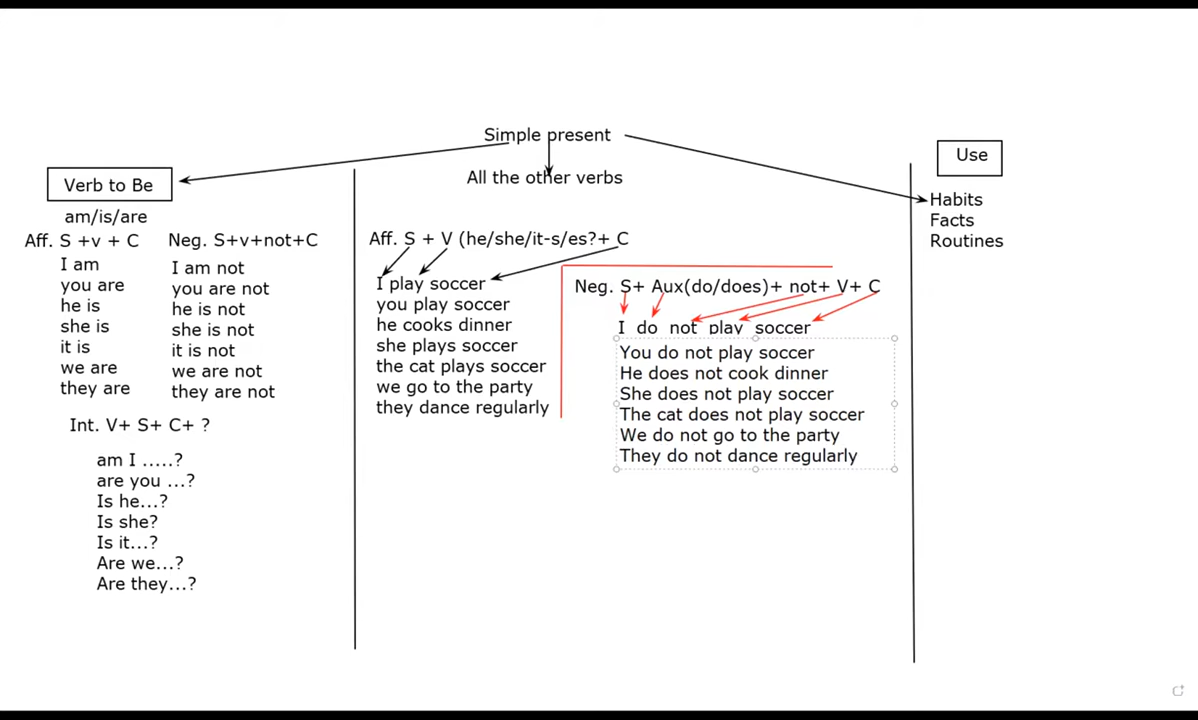 Simple present
Verb to Be
am/is/are
Aff. S +v + C
I am
you are
he is
she is
it is
we are
they are
Neg. S+v+not+C
I am not
you are not
he is not
she is not
it is not
we are not
they are not
Int. V+ S+ C+ ?
am I .....?
are you ...?
Is he...?
Is she?
Is it...?
Are we...?
Are they...?
All the other verbs
Aff. S + V (he/she/it-s/es?+ C
I play soccer
you play soccer
he cooks dinner
she plays soccer
the cat plays soccer
we go to the party
they dance regularly
Neg. S+ Aux(do/does)+ not+ V+ C
I do not play soccer
You do not play soccer
He does not cook dinner
She does not play soccer
The cat does not play soccer
We do not go to the party
They do not dance regularly
Use
Habits
Facts
Routines